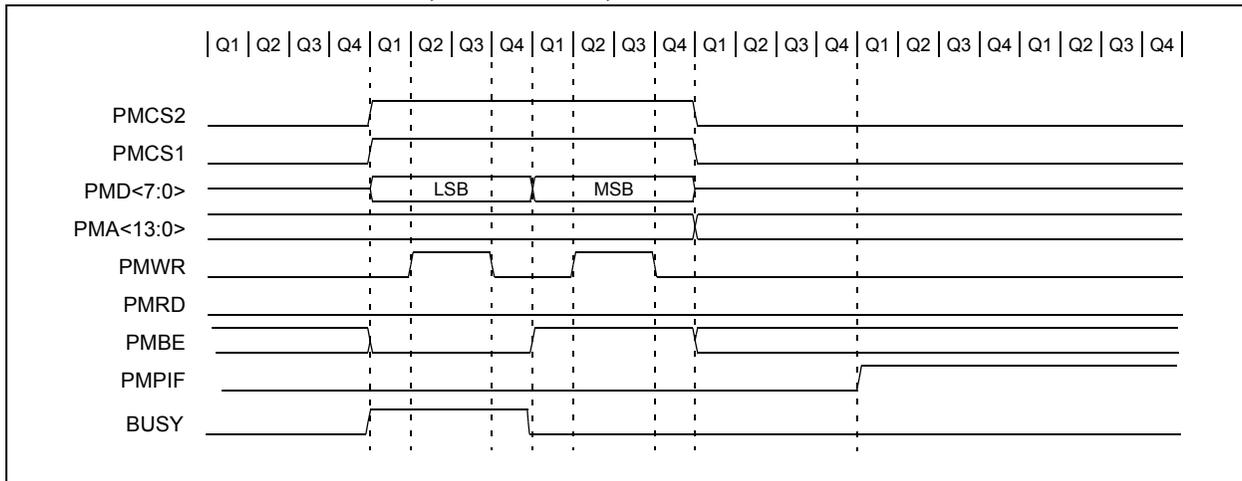 Q1 Q2 Q3 Q4 Q1 Q2 Q3 Q4 Q1 Q2 Q3 Q4 Q1 Q2 Q3 Q4 Q1 Q2 Q3 Q4 Q1 Q2 Q3 Q4
PMCS2
PMCS1
PMD<7:0> LSB MSB
PMA<13:0>
PMWR
PMRD
PMBE
PMPIF
BUSY